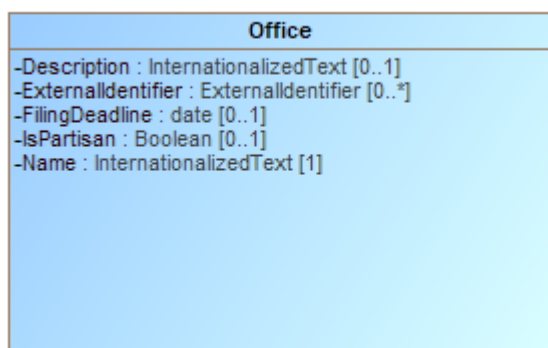 Office
-Description : InternationalizedText [0..1]
-ExternalIdentifier : ExternalIdentifier [0..*]
-FilingDeadline : date [0..1]
-IsPartisan : Boolean [0..1]
-Name : InternationalizedText [1]